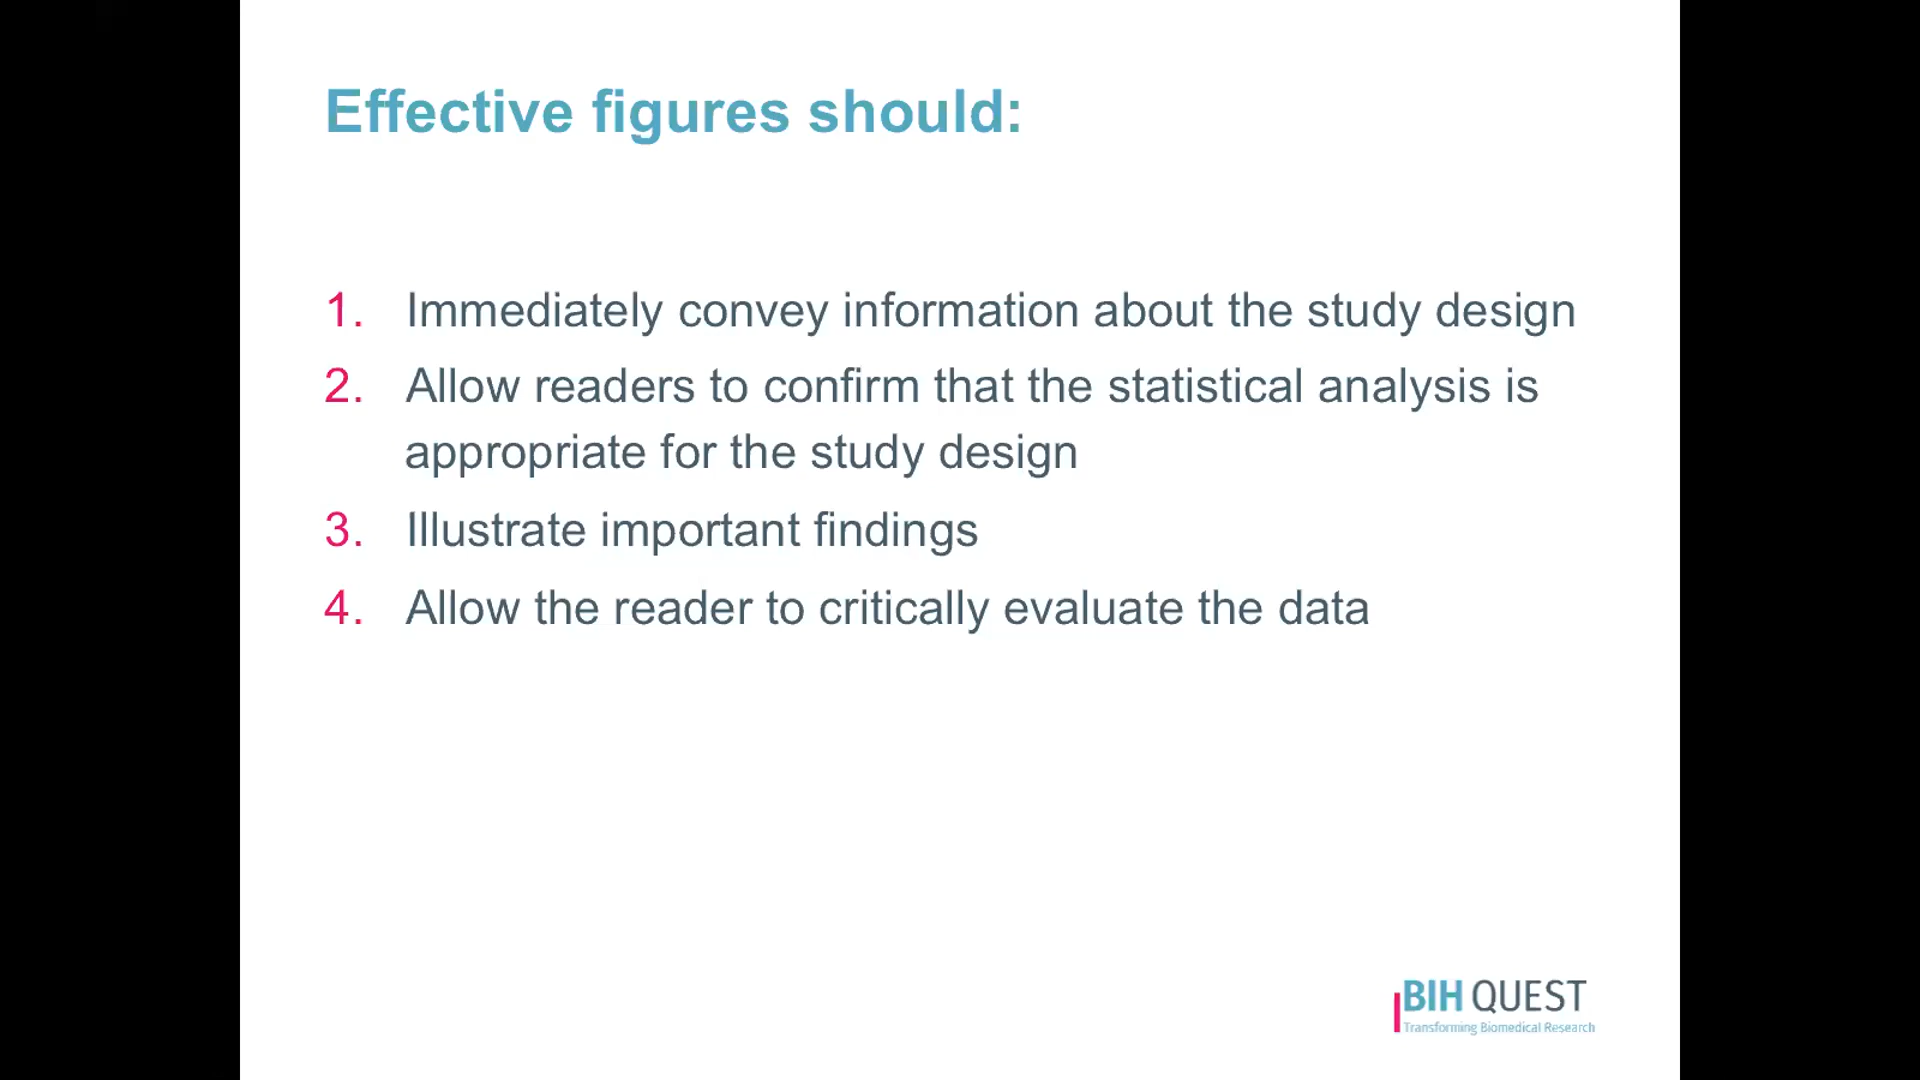 Effective figures should:
1. Immediately convey information about the study design
2. Allow readers to confirm that the statistical analysis is
appropriate for the study design
3. Illustrate important findings
4. Allow the reader to critically evaluate the data
BIH QUEST
Transforming Biomedical Research